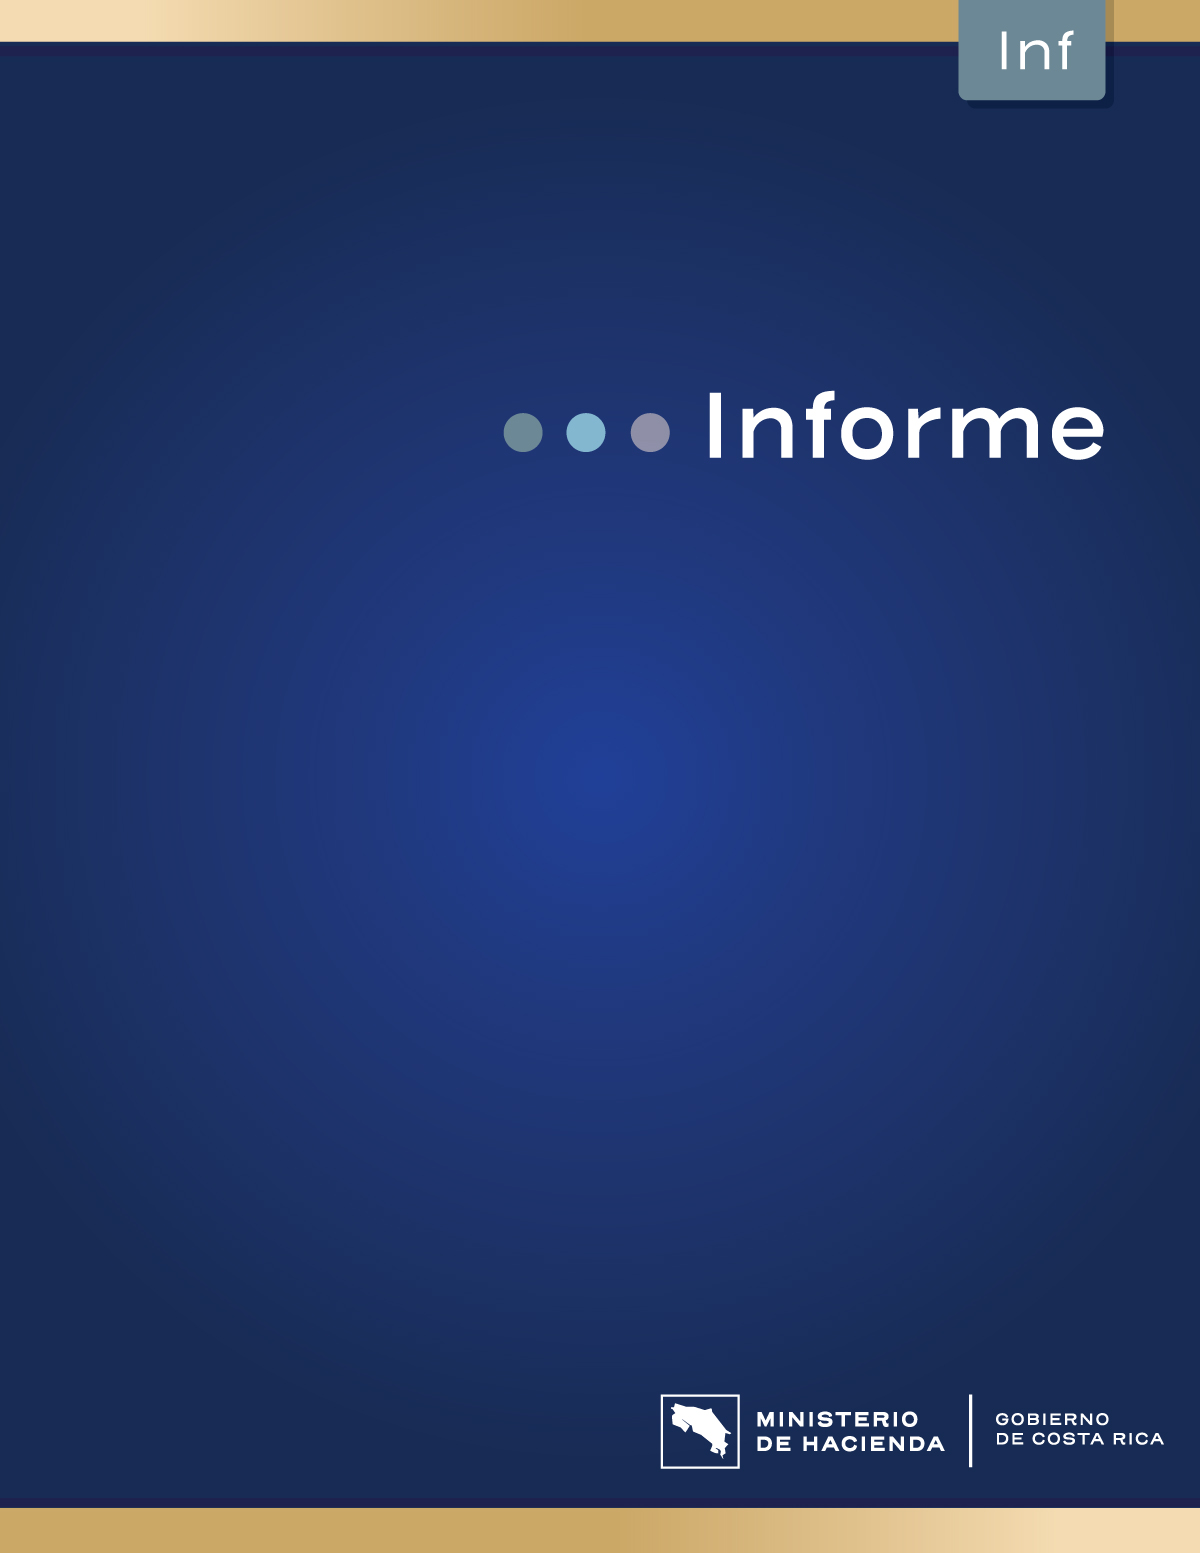 Inf
Informe
MINISTERIO
DE HACIENDA
GOBIERNO
DE COSTA RICA